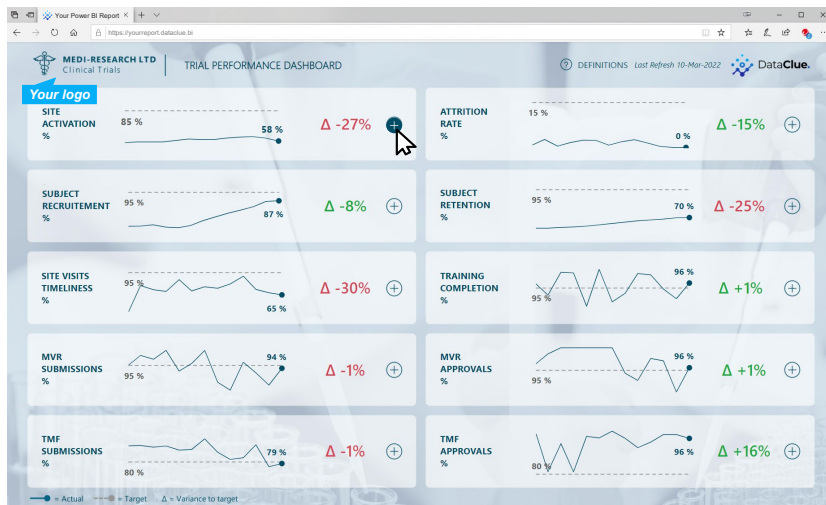 Your Power BI Report
https://yourreport.dataclue.bi
MEDI-RESEARCH LTD
Clinical Trials
TRIAL PERFORMANCE DASHBOARD
DEFINITIONS
Last Refresh 10-Mar-2022
DataClue.
Your logo
SITE
ACTIVATION
%
85 %
58 %
Δ -27%
ATTRITION
RATE
%
15 %
0 %
Δ -15%
SUBJECT
RECRUITEMENT
%
95 %
87 %
Δ -8%
SUBJECT
RETENTION
%
95 %
70 %
Δ -25%
SITE VISITS
TIMELINESS
%
95 %
65 %
Δ -30%
TRAINING
COMPLETION
%
95 %
96 %
Δ +1%
MVR
SUBMISSIONS
%
95 %
94 %
Δ -1%
MVR
APPROVALS
%
95 %
96 %
Δ +1%
TMF
SUBMISSIONS
%
80 %
79 %
Δ -1%
TMF
APPROVALS
%
80 %
96 %
Δ +16%
= Actual
= Target
Δ = Variance to target